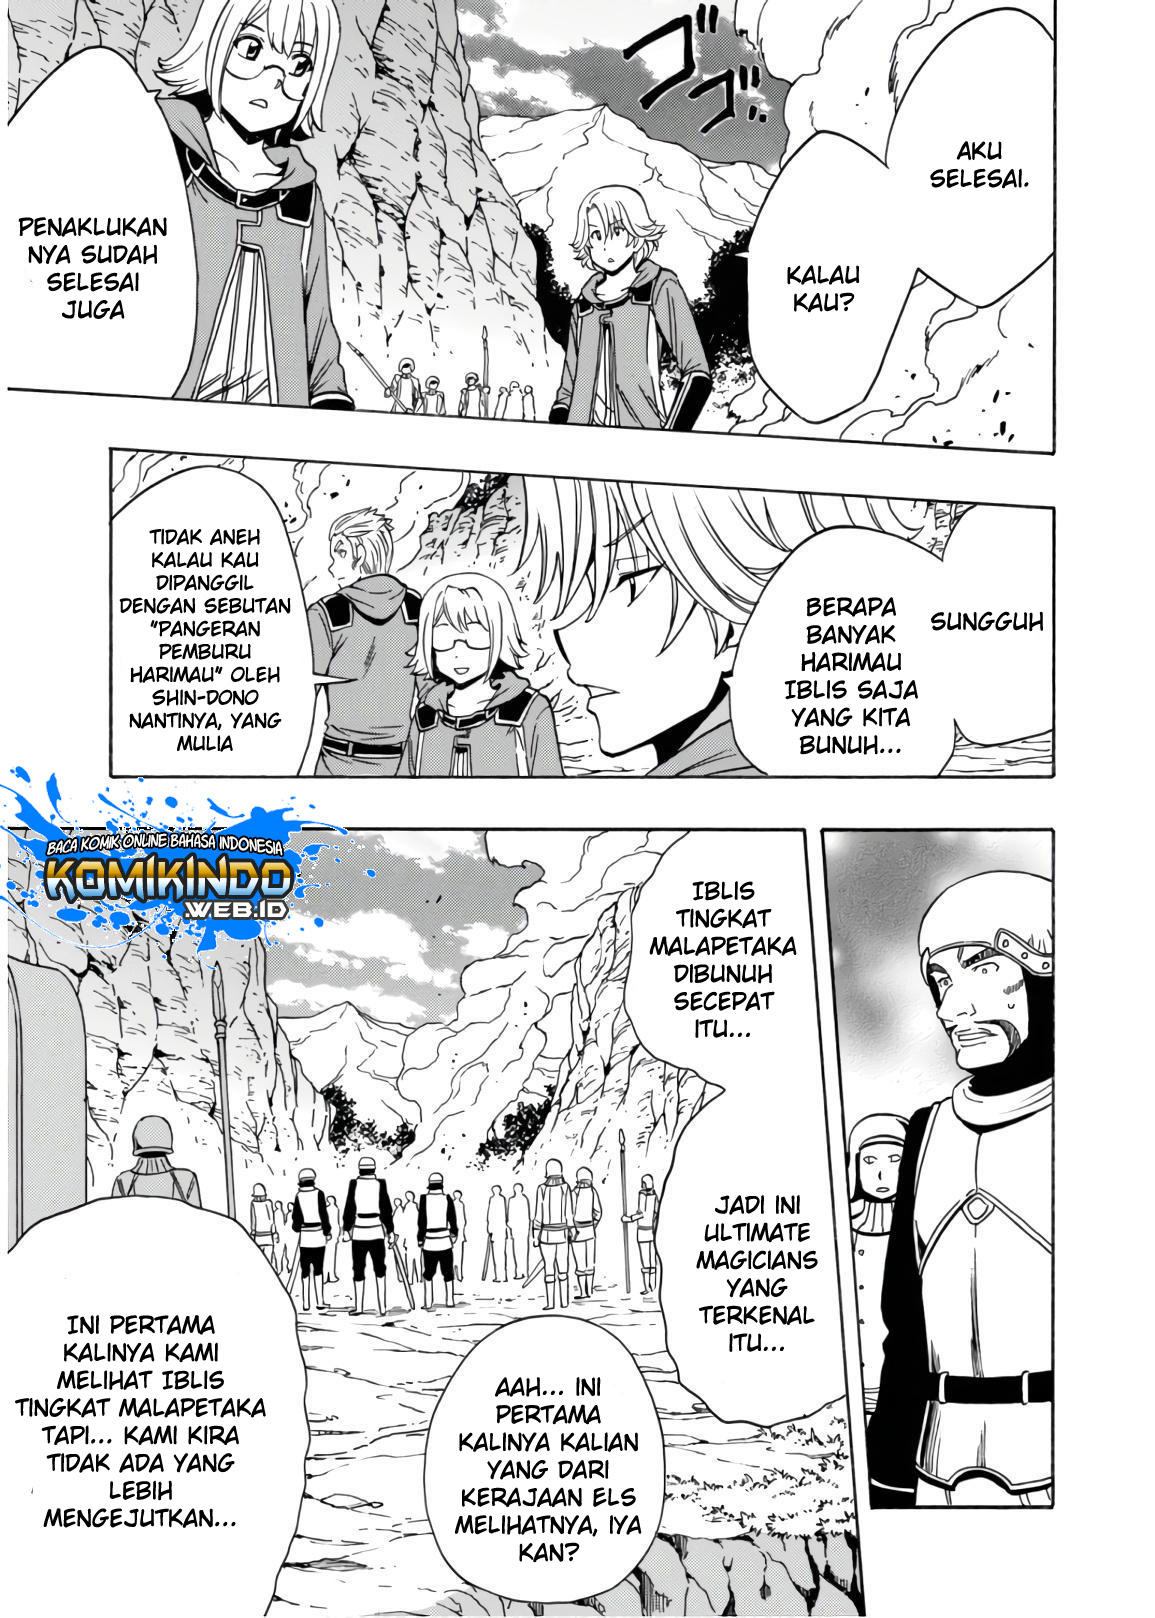 AKU
SELESAI.
KALAU
KAU?
ゴゴ
PENAKLUKAN
NYA SUDAH
SELESAI
JUGA
SUNGGUH
BERAPA
BANYAK
HARIMAU
IBLIS SAJA
YANG KITA
BUNUH...
TIDAK ANEH
KALAU KAU
DIPANGGIL
DENGAN SEBUTAN
"PANGERAN
PEMBURU
HARIMAU" OLEH
SHIN-DONO
NANTINYA, YANG
MULIA
BACA KOMIK ONLINE BAHASA INDONESIA
KOMIKINDO
.WEB.ID
IBLIS
TINGKAT
MALAPETAKA
DIBUNUH
SECEPAT
ITU...
JADI INI
ULTIMATE
MAGICIANS
YANG
TERKENAL
ITU...
AAH... INI
PERTAMA
KALINYA KALIAN
YANG DARI
KERAJAAN ELS
MELIHATNYA, IYA
KAN?
INI PERTAMA
KALINYA KAMI
MELIHAT IBLIS
TINGKAT MALAPETAKA
TAPI... KAMI KIRA
TIDAK ADA YANG
LEBIH
MENGEJUTKAN...